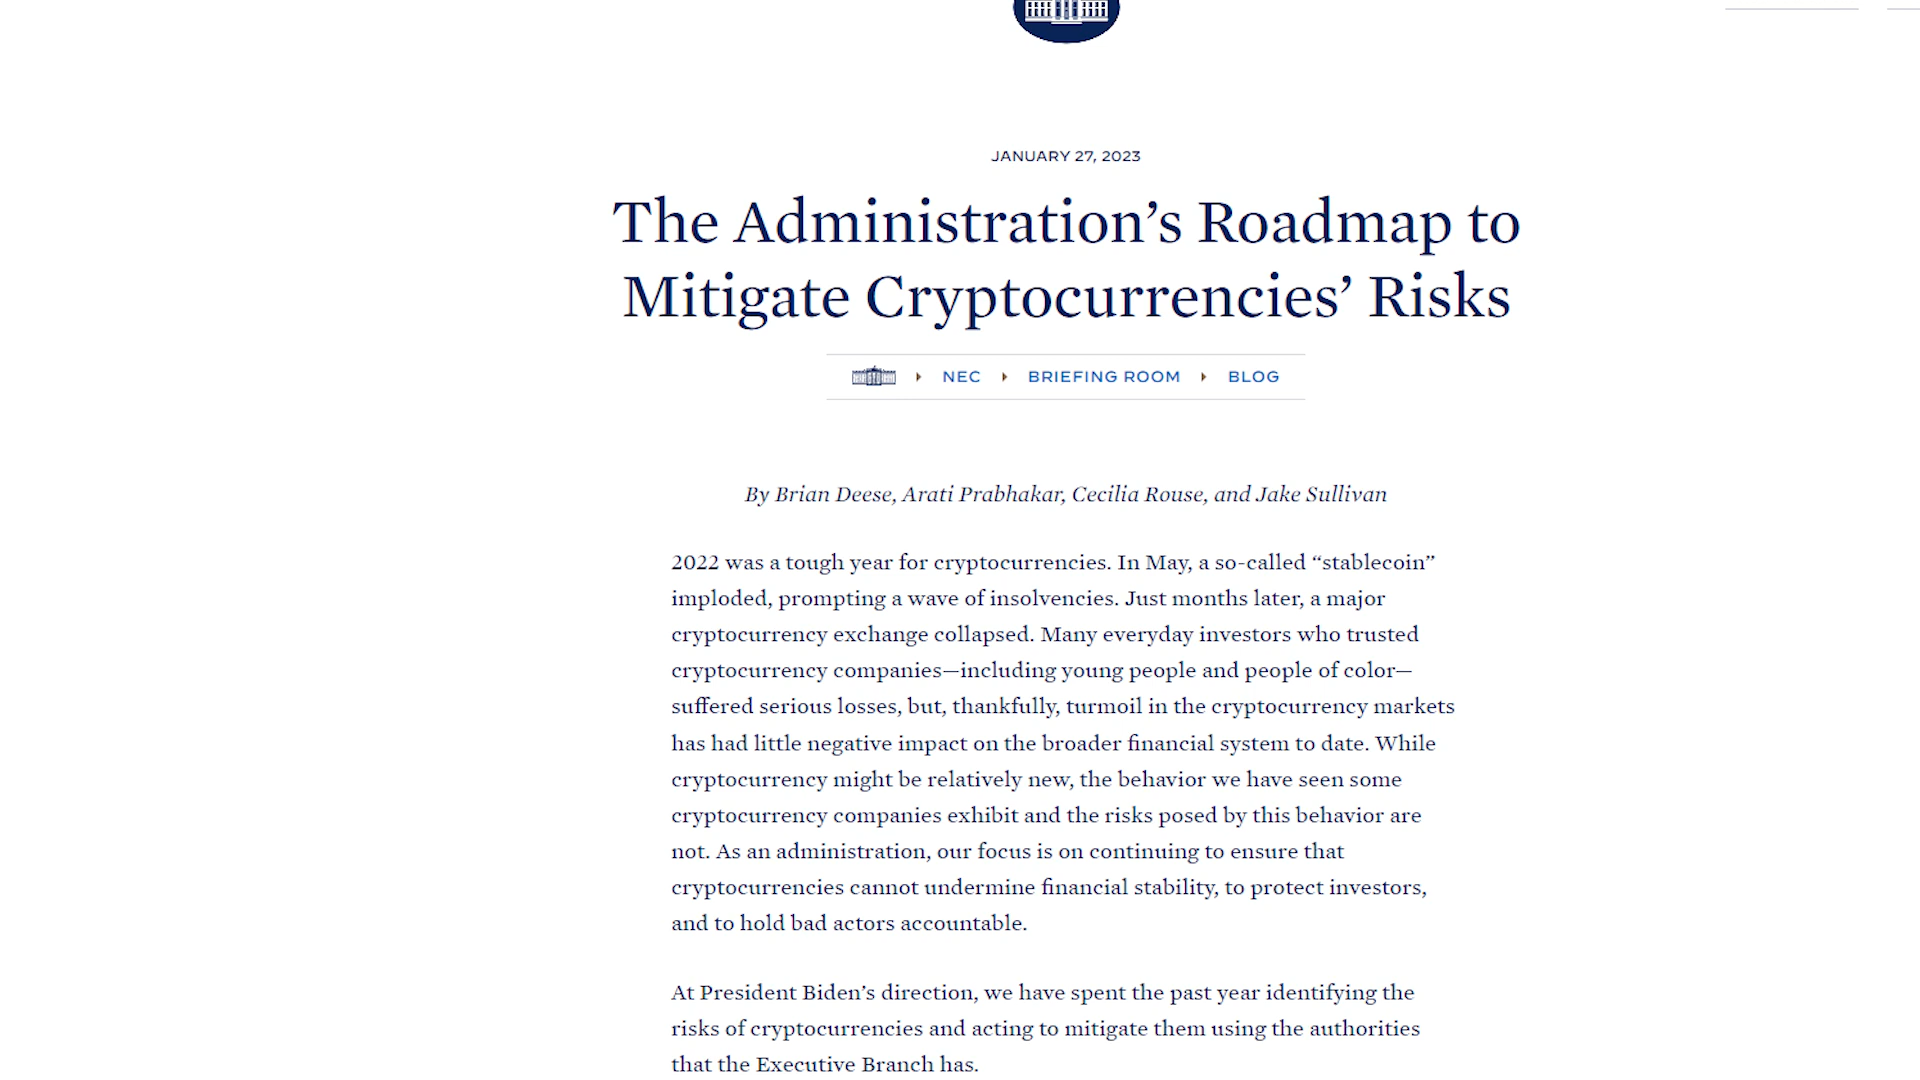 JANUARY 27, 2023
The Administration’s Roadmap to
Mitigate Cryptocurrencies’ Risks
NEC BRIEFING ROOM BLOG
By Brian Deese, Arati Prabhakar, Cecilia Rouse, and Jake Sullivan
2022 was a tough year for cryptocurrencies. In May, a so-called “stablecoin”
imploded, prompting a wave of insolvencies. Just months later, a major
cryptocurrency exchange collapsed. Many everyday investors who trusted
cryptocurrency companies—including young people and people of color—
suffered serious losses, but, thankfully, turmoil in the cryptocurrency markets
has had little negative impact on the broader financial system to date. While
cryptocurrency might be relatively new, the behavior we have seen some
cryptocurrency companies exhibit and the risks posed by this behavior are
not. As an administration, our focus is on continuing to ensure that
cryptocurrencies cannot undermine financial stability, to protect investors,
and to hold bad actors accountable.
At President Biden’s direction, we have spent the past year identifying the
risks of cryptocurrencies and acting to mitigate them using the authorities
that the Executive Branch has.